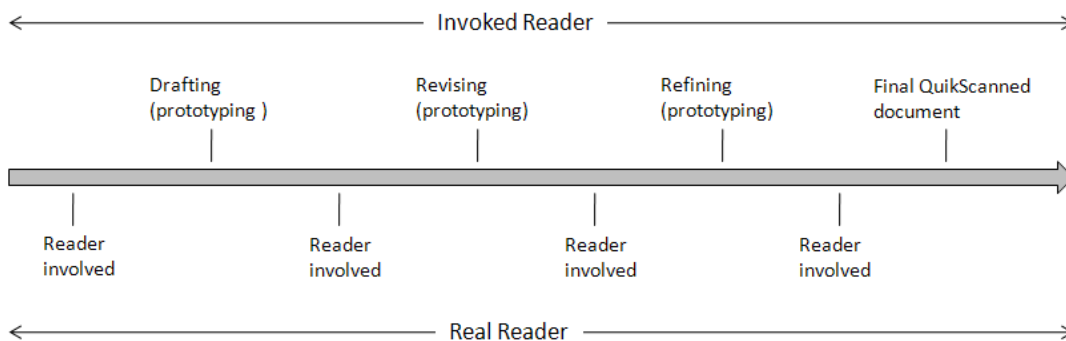 Invoked Reader
Drafting
(prototyping )
Revising
(prototyping)
Refining
(prototyping)
Final QuikScanned
document
Reader
involved
Reader
involved
Reader
involved
Reader
involved
Real Reader